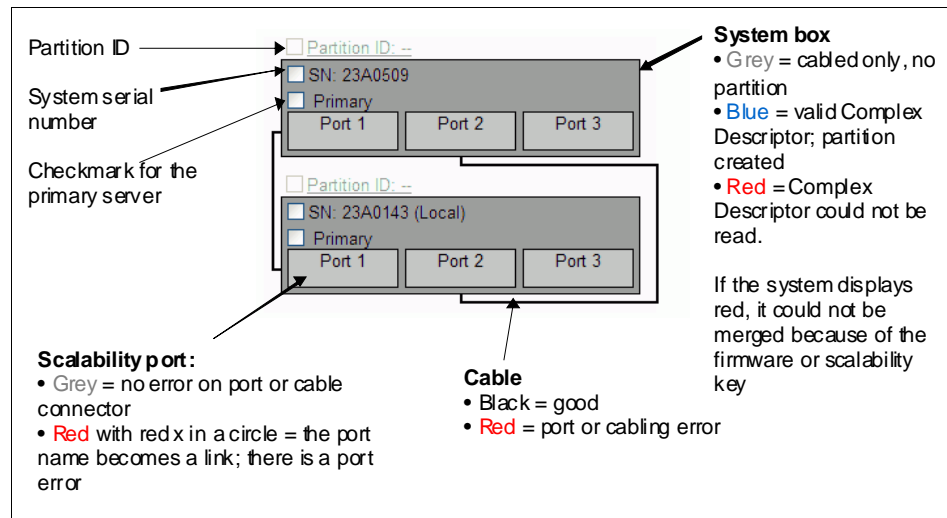 Partition ID
System serial
number
Checkmark for the
primary server
Partition ID: --
SN: 23A0509
Primary
Port 1
Port 2
Port 3
Partition ID: --
SN: 23A0143 (Local)
Primary
Port 1
Port 2
Port 3
System box
• Grey = cabled only, no
partition
• Blue = valid Complex
Descriptor; partition
created
• Red = Complex
Descriptor could not be
read.
If the system displays
red, it could not be
merged because of the
firmware or scalability
key
Scalability port:
• Grey = no error on port or cable
connector
• Red with red x in a circle = the port
name becomes a link; there is a port
error
Cable
• Black = good
• Red = port or cabling error